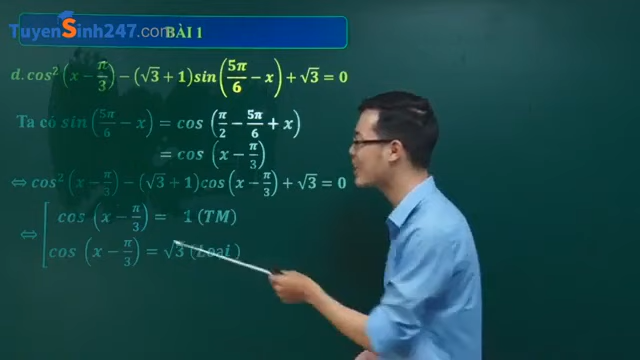 TuyenSinh247.com
BÀI 1
d. cos² (x − π/3) − (√3 + 1) sin (5π/6 − x) + √3 = 0
Ta có sin (5π/6 − x) = cos (π/2 − 5π/6 + x)
= cos (x − π/3)
⇔ cos² (x − π/3) − (√3 + 1) cos (x − π/3) + √3 = 0
⇔ [ cos (x − π/3) = 1 (TM)
cos (x − π/3) = √3 (Loại)